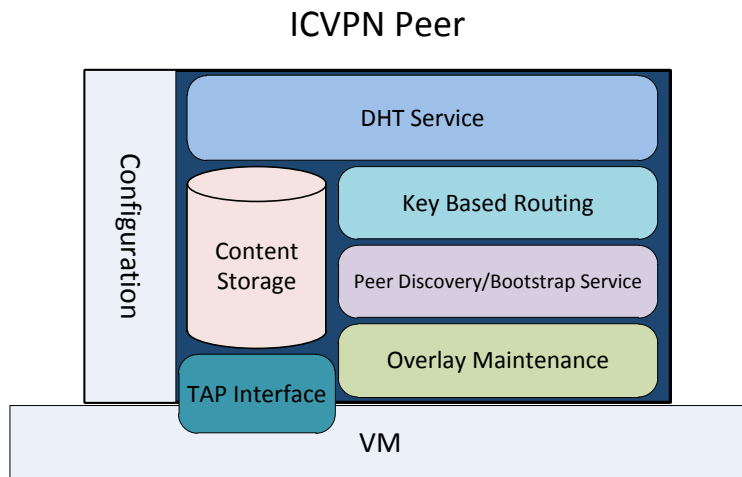 ICVPN Peer
DHT Service
Configuration
Key Based Routing
Content
Storage
Peer Discovery/Bootstrap Service
Overlay Maintenance
TAP Interface
VM